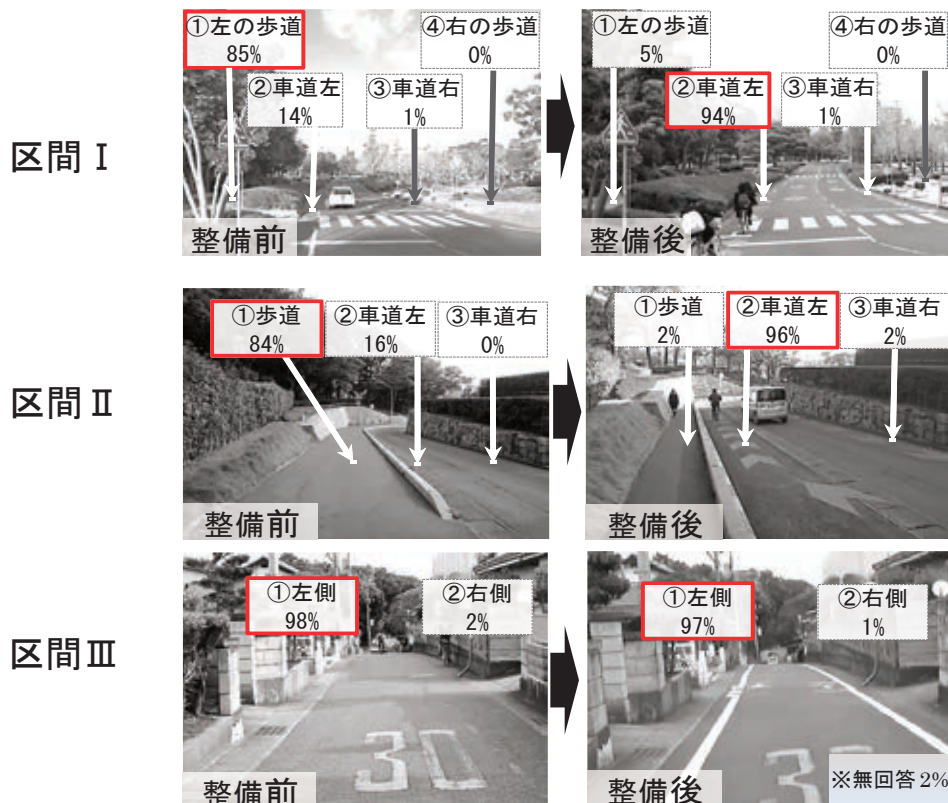 ①左の歩道
85%
④右の歩道
0%
②車道左
14%
③車道右
1%
整備前
①左の歩道
5%
④右の歩道
0%
②車道左
94%
③車道右
1%
整備後
区間Ⅰ
①歩道
84%
②車道左
16%
③車道右
0%
整備前
①歩道
2%
②車道左
96%
③車道右
2%
整備後
区間Ⅱ
①左側
98%
②右側
2%
30
整備前
①左側
97%
②右側
1%
整備後
※無回答2%
区間Ⅲ